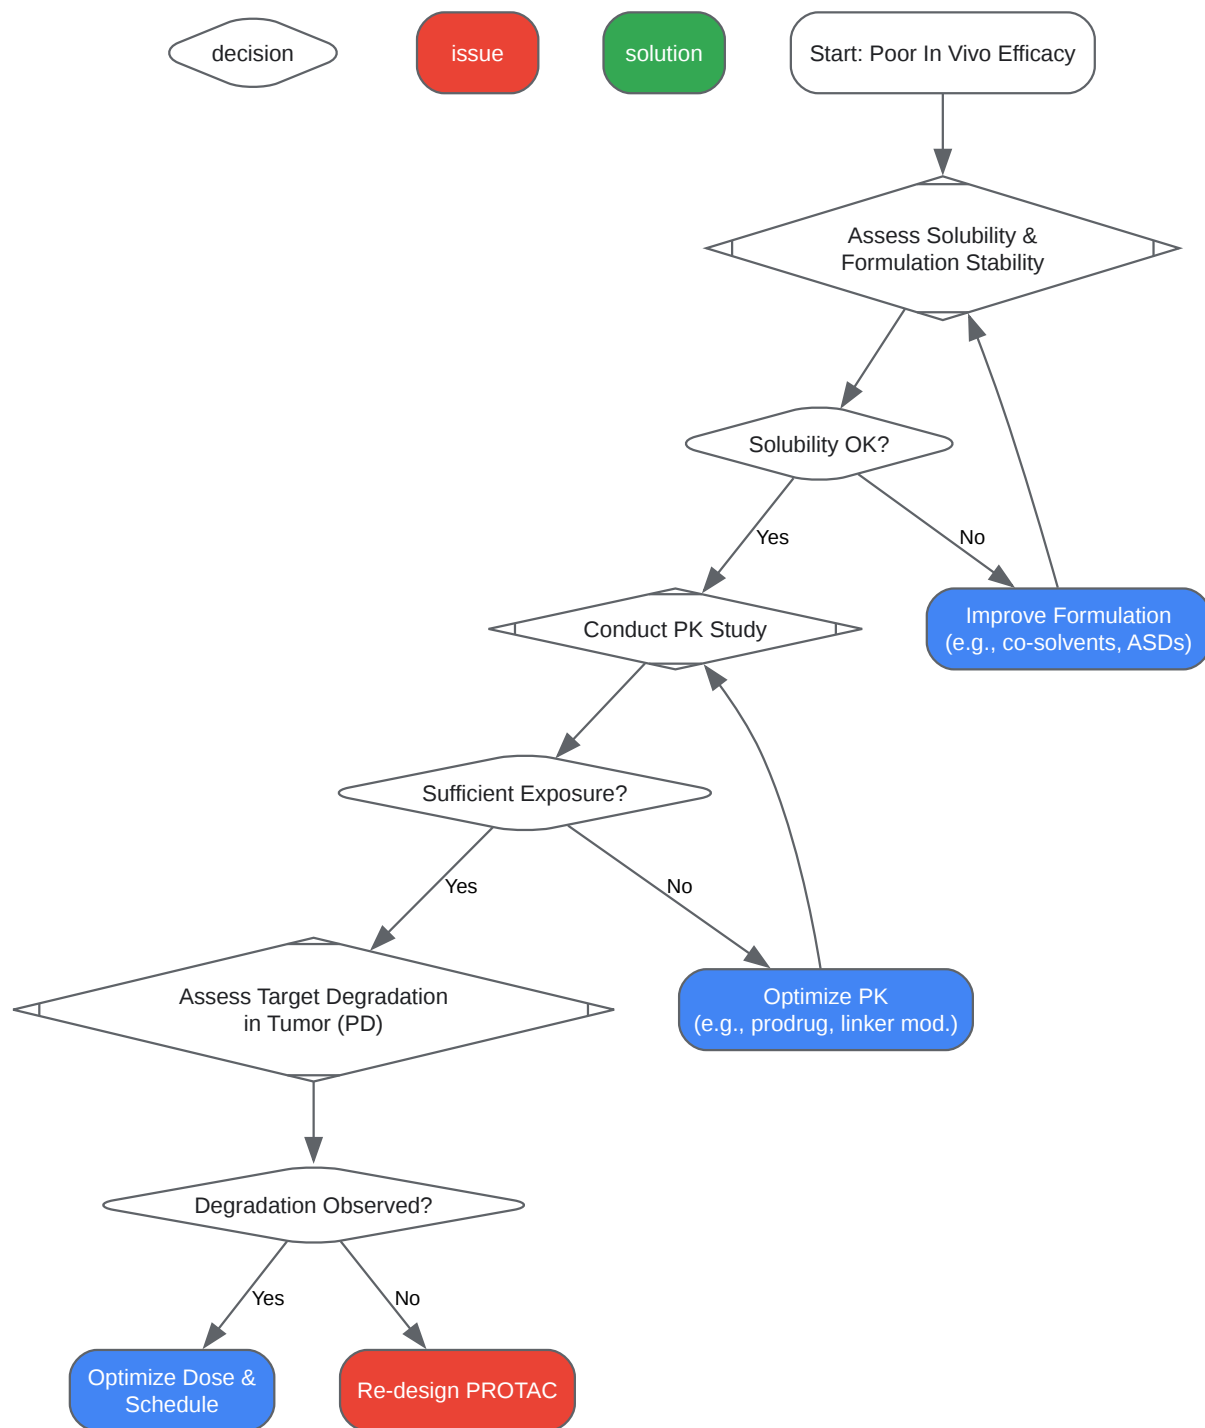 decision
issue
solution
Start: Poor In Vivo Efficacy
Assess Solubility &
Formulation Stability
Solubility OK?
Yes
No
Conduct PK Study
Improve Formulation
(e.g., co-solvents, ASDs)
Sufficient Exposure?
Yes
No
Assess Target Degradation
in Tumor (PD)
Optimize PK
(e.g., prodrug, linker mod.)
Degradation Observed?
Yes
No
Optimize Dose &
Schedule
Re-design PROTAC